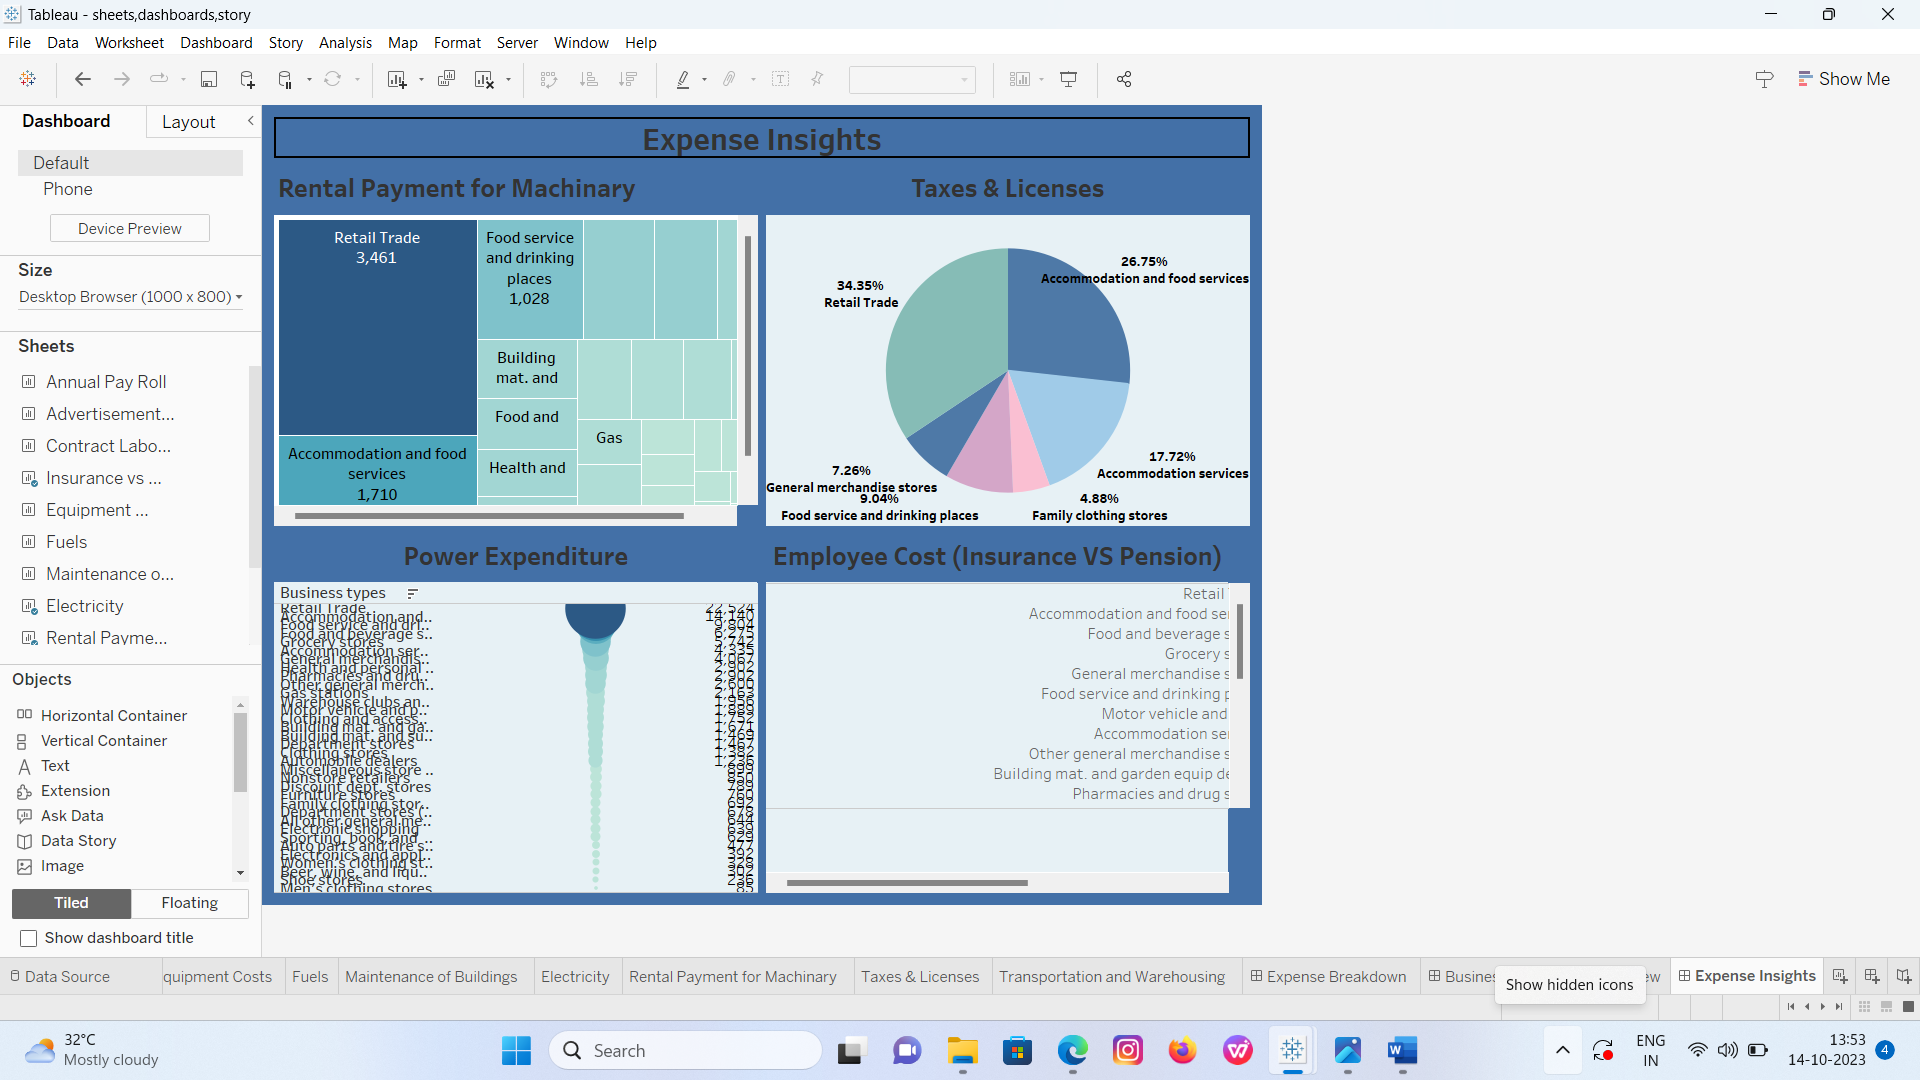 Tableau - sheets,dashboards,story
File Data Worksheet Dashboard Story Analysis Map Format Server Window Help
Show Me
Dashboard Layout
Default
Phone
Device Preview
Size
Desktop Browser (1000 x 800)
Sheets
Annual Pay Roll
Advertisement...
Contract Labo...
Insurance vs ...
Equipment ...
Fuels
Maintenance o...
Electricity
Rental Payme...
Objects
Horizontal Container
Vertical Container
Text
Extension
Ask Data
Data Story
Image
Tiled Floating
Show dashboard title
Expense Insights
Rental Payment for Machinary
Retail Trade
3,461
Food service
and drinking
places
1,028
Building
mat. and
Food and
Health and
Gas
Accommodation and food
services
1,710
Taxes & Licenses
26.75%
Accommodation and food services
34.35%
Retail Trade
17.72%
Accommodation services
7.26%
General merchandise stores
9.04%
Food service and drinking places
4.88%
Family clothing stores
Power Expenditure
Business types
Retail Trade 22,524
Accommodation and.. 14,140
Food service and dri.. 9,804
Food and beverage s.. 6,275
Grocery stores 5,742
Accommodation ser.. 4,335
General merchandis.. 4,067
Health and personal .. 2,902
Pharmacies and dru.. 2,902
Other general merch.. 2,600
Gas stations 2,163
Warehouse clubs an.. 1,956
Motor vehicle and p.. 1,889
Clothing and access.. 1,752
Building mat. and ga.. 1,671
Building mat. and su.. 1,469
Department stores 1,467
Clothing stores 1,382
Automobile dealers 1,236
Miscellaneous store .. 899
Nonstore retailers 850
Discount dept. stores 789
Furniture stores 760
Family clothing stor.. 692
Department stores (.. 678
All other general me.. 644
Electronic shopping 639
Sporting, book, and .. 629
Auto parts and tire s.. 477
Electronics and appl.. 392
Women's clothing st.. 328
Beer, wine, and liqu.. 302
Shoe stores 236
Men's clothing stores 85
Employee Cost (Insurance VS Pension)
Retail
Accommodation and food ser
Food and beverage s
Grocery s
General merchandise s
Food service and drinking p
Motor vehicle and
Accommodation ser
Other general merchandise s
Building mat. and garden equip de
Pharmacies and drug s
Data Source quipment Costs Fuels Maintenance of Buildings Electricity Rental Payment for Machinary Taxes & Licenses Transportation and Warehousing Expense Breakdown Busines ew Expense Insights
Show hidden icons
32°C
Mostly cloudy
Search
ENG
IN
13:53
14-10-2023
4